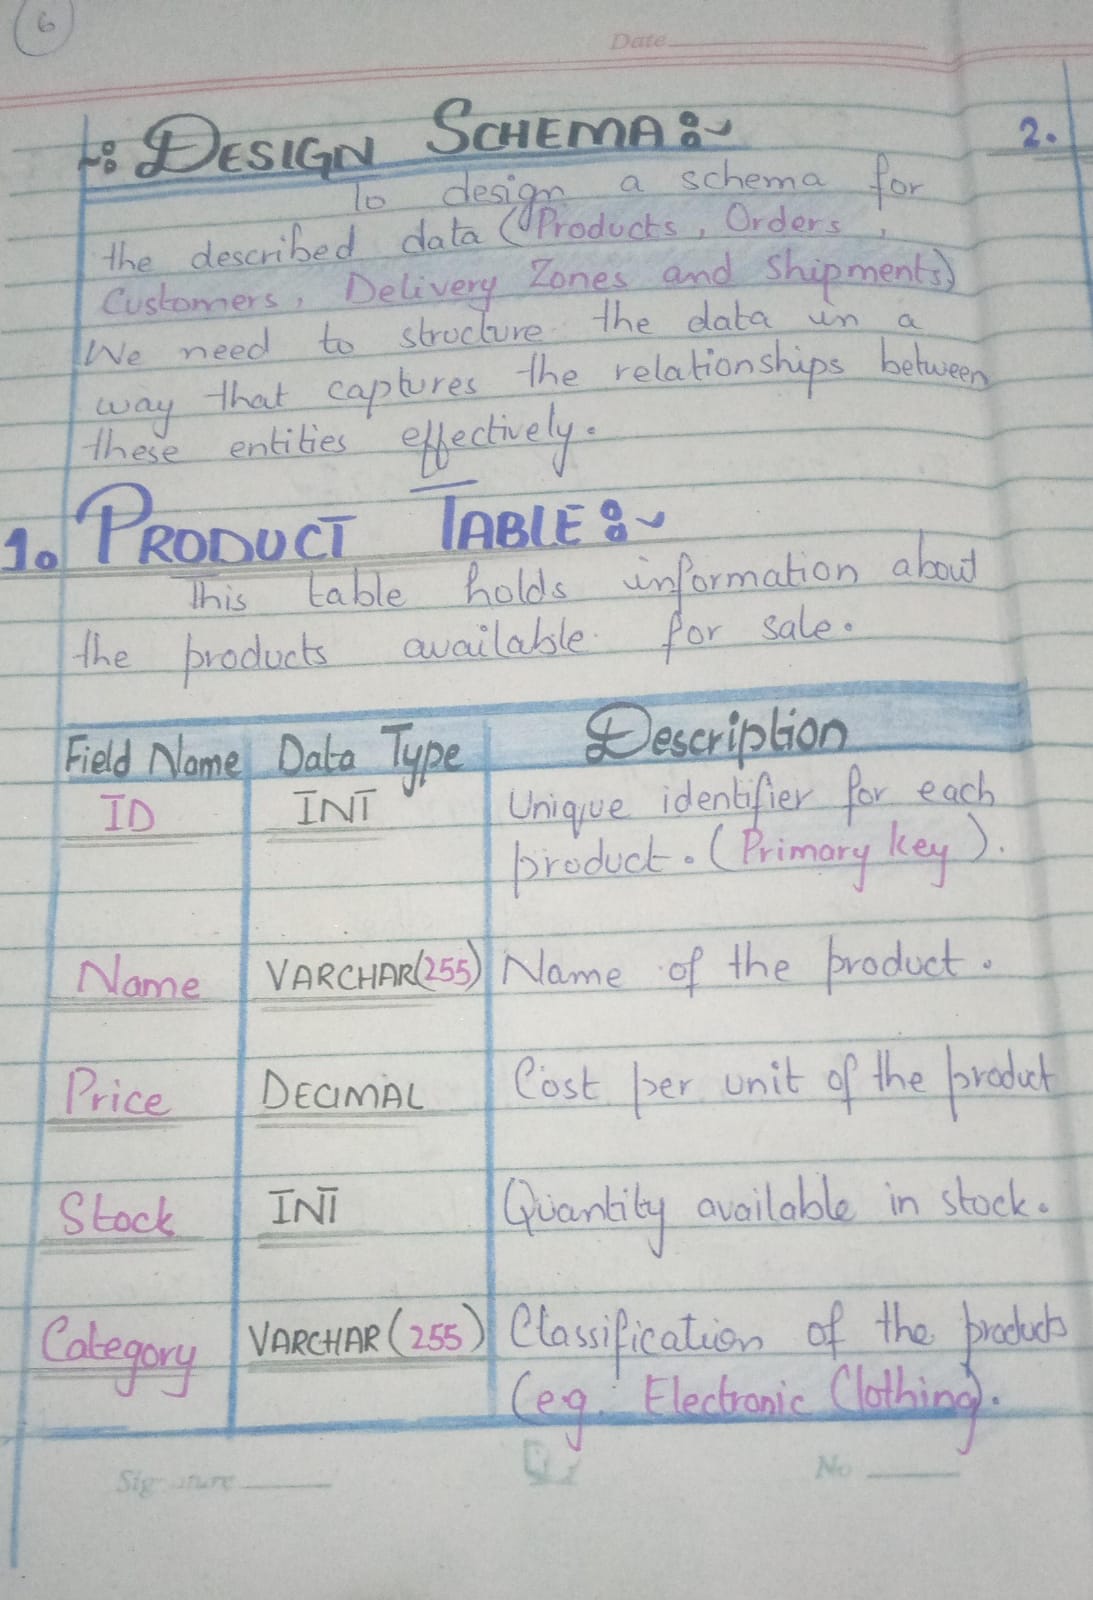 6
Date
DESIGN SCHEMA:
2.
To design a schema for
the described data (Products, Orders,
Customers, Delivery Zones and Shipments)
We need to structure the data in a
way that captures the relationships between
these entities effectively.
1. PRODUCT TABLE:
This table holds information about
the products available for sale.
Field Name Data Type Description
ID INT Unique identifier for each
product. (Primary key).
Name VARCHAR(255) Name of the product.
Price DECIMAL Cost per unit of the product
Stock INT Quantity available in stock.
Category VARCHAR (255) Classification of the products
(eg. Electronic Clothing).
Signature No